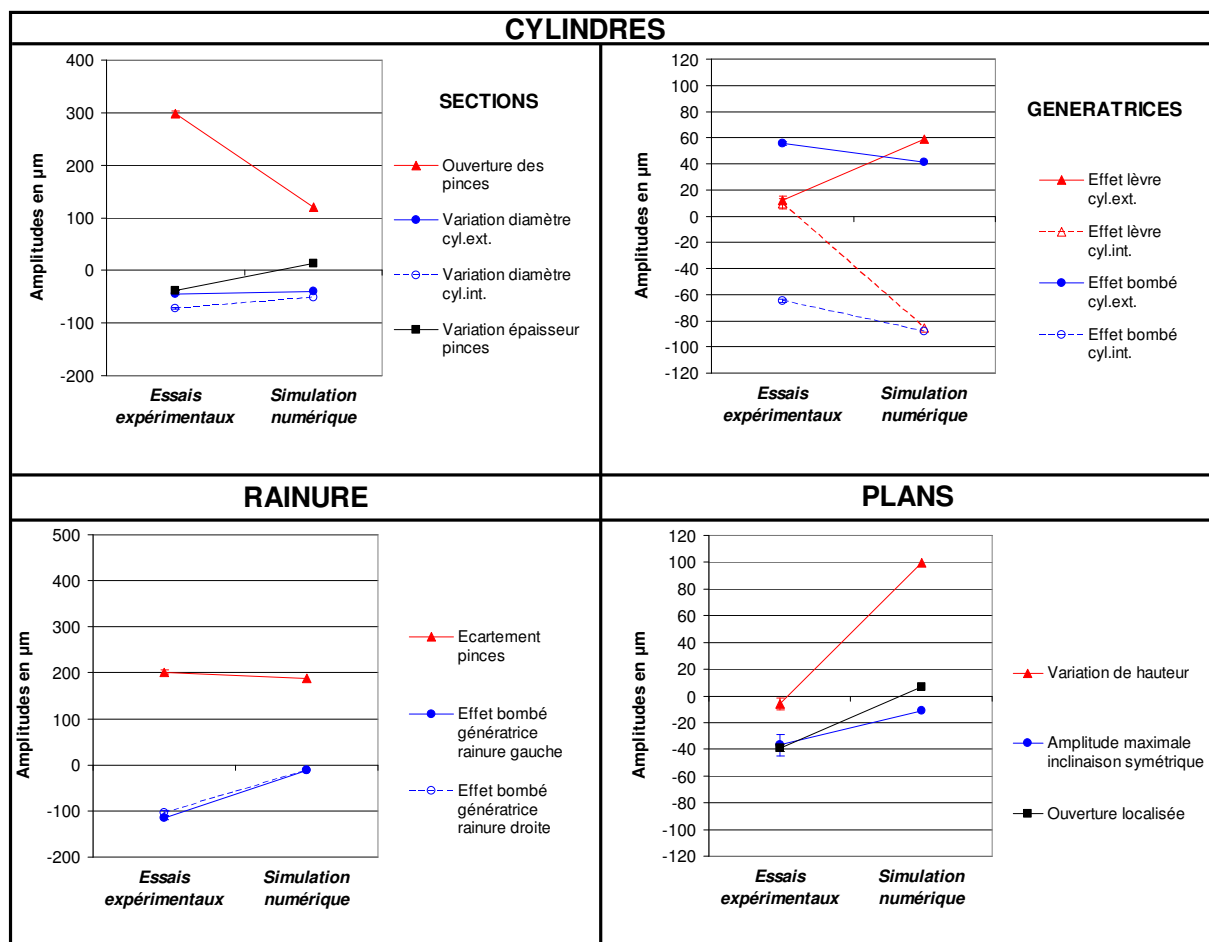 CYLINDRES
400
300
200
100
0
-100
-200
Amplitudes en µm
Essais
expérimentaux
Simulation
numérique
SECTIONS
Ouverture des
pinces
Variation diamètre
cyl.ext.
Variation diamètre
cyl.int.
Variation épaisseur
pinces
120
100
80
60
40
20
0
-20
-40
-60
-80
-100
-120
Amplitudes en µm
Essais
expérimentaux
Simulation
numérique
GENERATRICES
Effet lèvre
cyl.ext.
Effet lèvre
cyl.int.
Effet bombé
cyl.ext.
Effet bombé
cyl.int.
RAINURE
500
400
300
200
100
0
-100
-200
Amplitudes en µm
Essais
expérimentaux
Simulation
numérique
Ecartement
pinces
Effet bombé
génératrice
rainure gauche
Effet bombé
génératrice
rainure droite
PLANS
120
100
80
60
40
20
0
-20
-40
-60
-80
-100
-120
Amplitudes en µm
Essais
expérimentaux
Simulation
numérique
Variation de hauteur
Amplitude maximale
inclinaison symétrique
Ouverture localisée